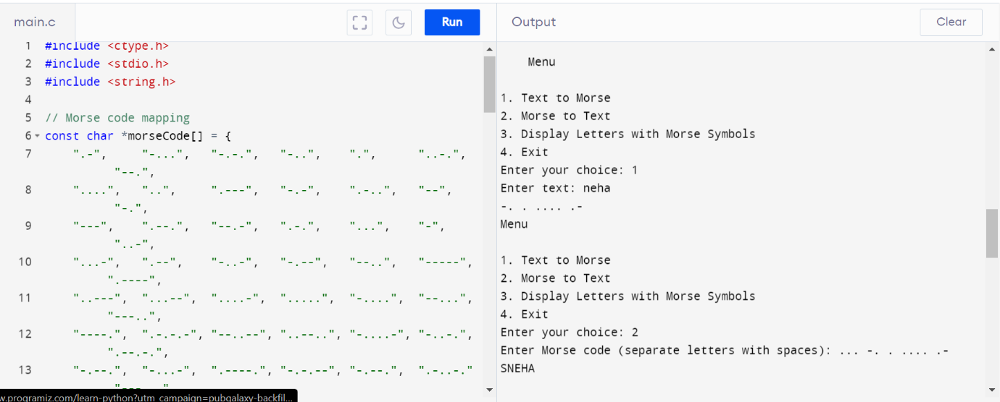 main.c
Run
Output
Clear
1 #include <ctype.h>
2 #include <stdio.h>
3 #include <string.h>
4
5 // Morse code mapping
6 const char *morseCode[] = {
7 ".-", "-...", "-.-.", "-..", ".", "..-.",
"--.",
8 "....", "..", ".---", "-.-", ".-..", "--",
"-.",
9 "---", ".--.", "--.-", ".-.", "...", "-",
"..-",
10 "...-", ".--", "-..-", "-.--", "--..", "-----",
".----",
11 "..---", "...--", "....-", ".....", "-....", "--...",
"---..",
12 "----.", ".-.-.-", "--..--", "..--..", "-....-", "-..-.",
".--.-.",
13 "-.--.", "-...-", ".----.", "-.-.--", "-.--.", ".-..-."
w.programiz.com/learn-python?utm_campaign=pubgalaxy-backfil...
Menu
1. Text to Morse
2. Morse to Text
3. Display Letters with Morse Symbols
4. Exit
Enter your choice: 1
Enter text: neha
-. . .... .-
Menu
1. Text to Morse
2. Morse to Text
3. Display Letters with Morse Symbols
4. Exit
Enter your choice: 2
Enter Morse code (separate letters with spaces): ... -. . .... .-
SNEHA